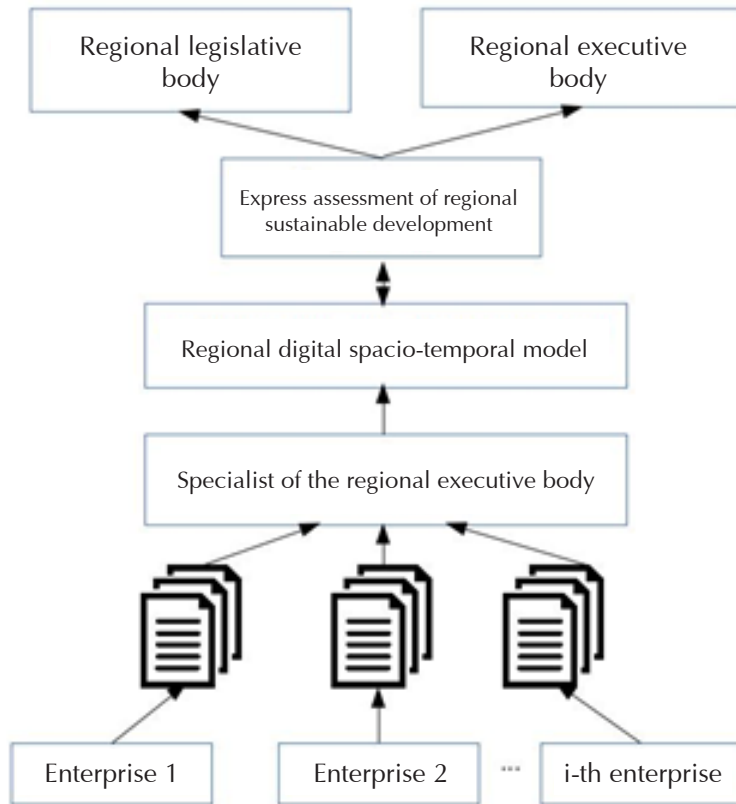 Regional legislative
body
Regional executive
body
Express assessment of regional
sustainable development
Regional digital spacio-temporal model
Specialist of the regional executive body
Enterprise 1
Enterprise 2
...
i-th enterprise